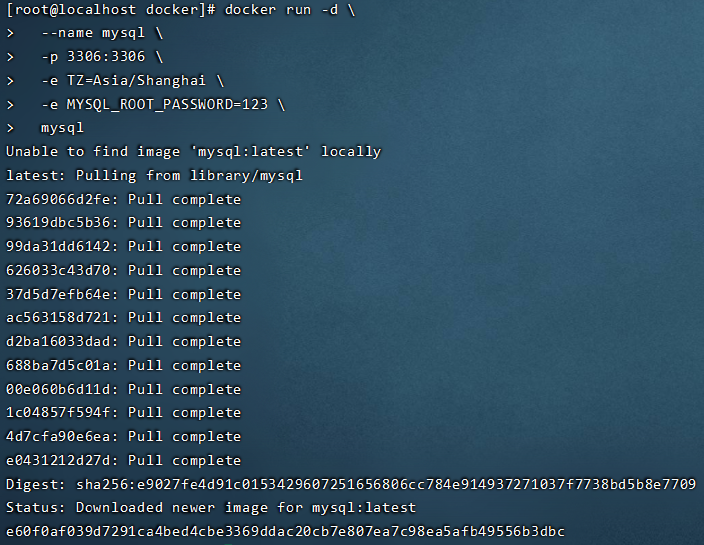 [root@localhost docker]# docker run -d \
>   --name mysql \
>   -p 3306:3306 \
>   -e TZ=Asia/Shanghai \
>   -e MYSQL_ROOT_PASSWORD=123 \
>   mysql
Unable to find image 'mysql:latest' locally
latest: Pulling from library/mysql
72a69066d2fe: Pull complete
93619dbc5b36: Pull complete
99da31dd6142: Pull complete
626033c43d70: Pull complete
37d5d7efb64e: Pull complete
ac563158d721: Pull complete
d2ba16033dad: Pull complete
688ba7d5c01a: Pull complete
00e060b6d11d: Pull complete
1c04857f594f: Pull complete
4d7cfa90e6ea: Pull complete
e0431212d27d: Pull complete
Digest: sha256:e9027fe4d91c0153429607251656806cc784e914937271037f7738bd5b8e7709
Status: Downloaded newer image for mysql:latest
e60f0af039d7291ca4bed4cbe3369ddac20cb7e807ea7c98ea5afb49556b3dbc